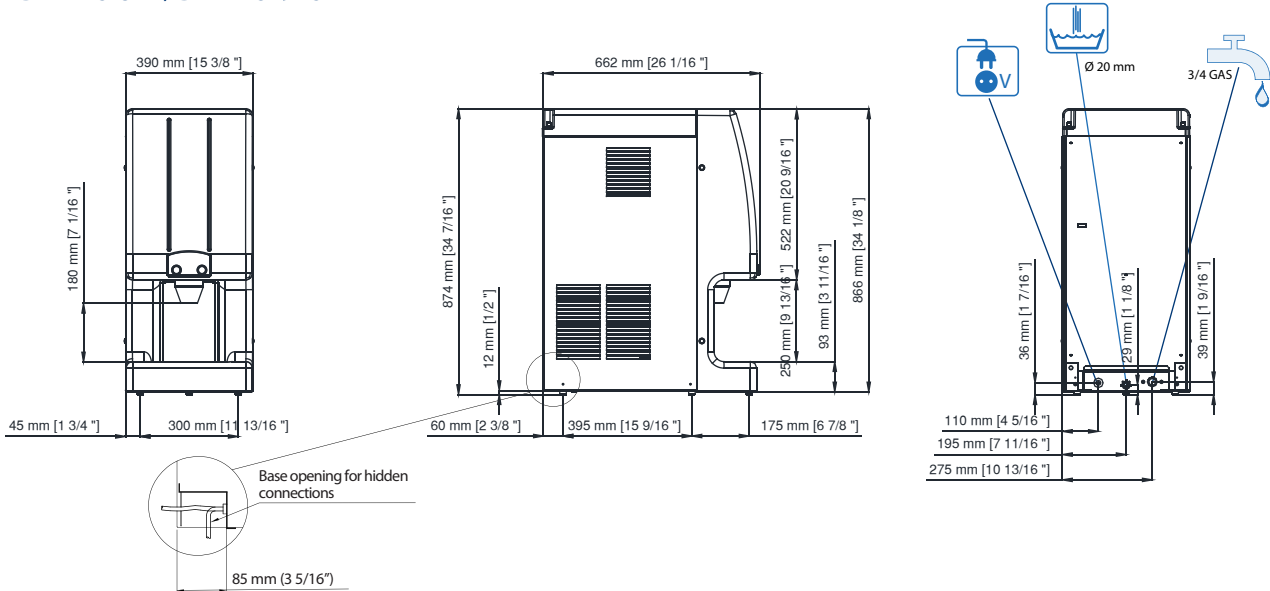 390 mm [15 3/8 "]
180 mm [7 1/16 "]
45 mm [1 3/4 "]
300 mm [11 13/16 "]
Base opening for hidden
connections
85 mm (3 5/16”)
662 mm [26 1/16 "]
874 mm [34 7/16 "]
12 mm [1/2 "]
522 mm [20 9/16 "]
250 mm [9 13/16 "]
93 mm [3 11/16 "]
866 mm [34 1/8 "]
60 mm [2 3/8 "]
395 mm [15 9/16 "]
175 mm [6 7/8 "]
V
Ø 20 mm
3/4 GAS
36 mm [1 7/16 "]
29 mm [1 1/8 "]
39 mm [1 9/16 "]
110 mm [4 5/16 "]
195 mm [7 11/16 "]
275 mm [10 13/16 "]